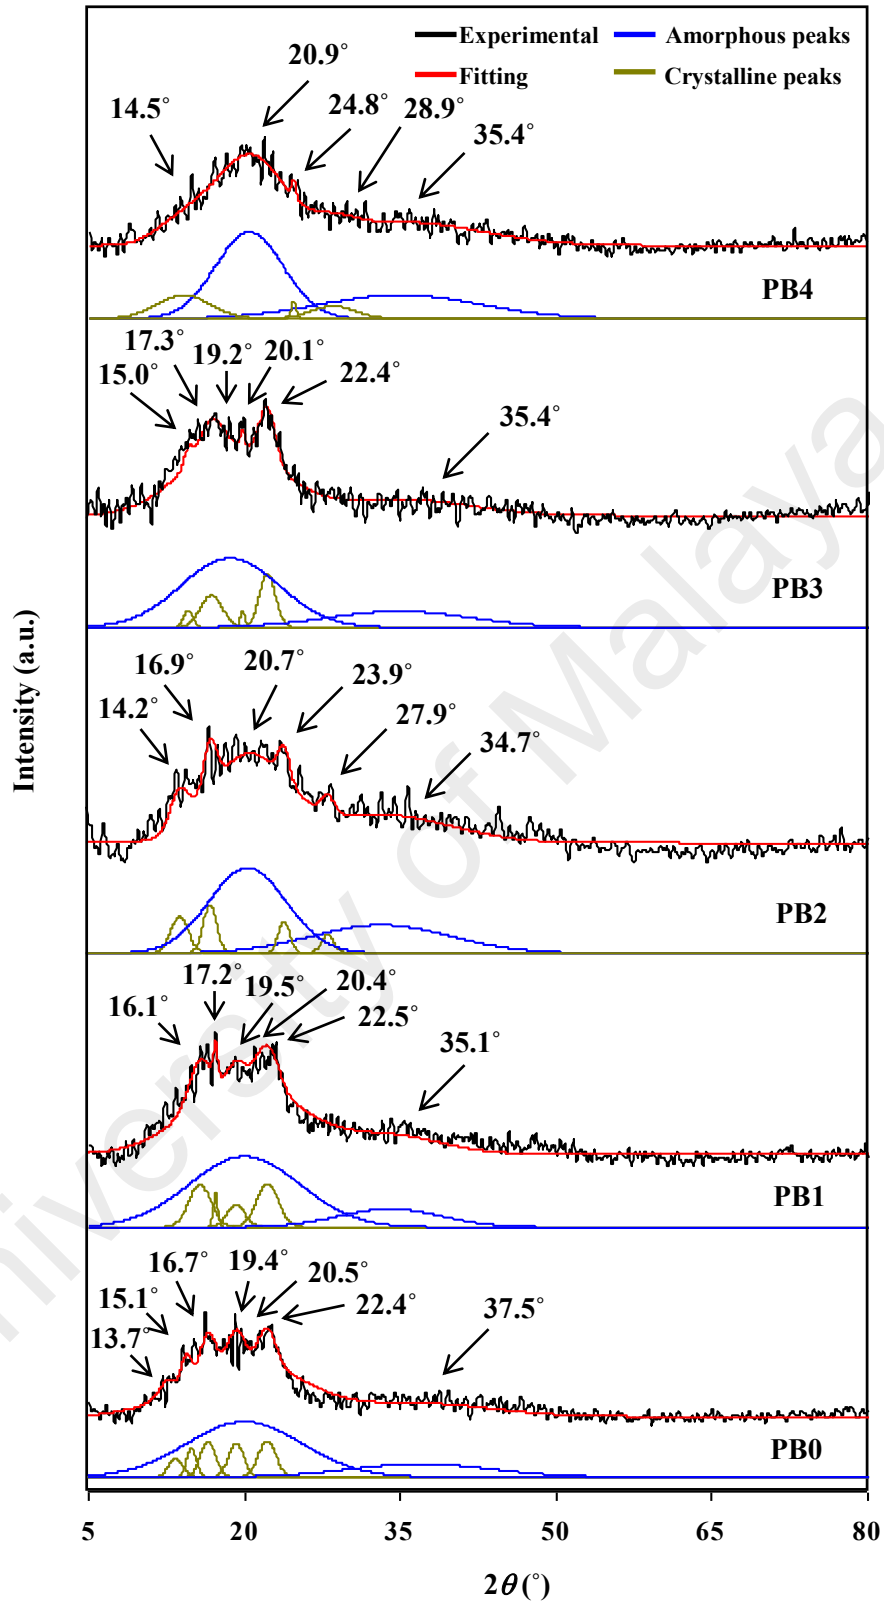 Experimental
Amorphous peaks
Fitting
Crystalline peaks
20.9°
14.5°
24.8°
28.9°
35.4°
PB4
17.3°
19.2°
20.1°
15.0°
22.4°
35.4°
PB3
16.9°
20.7°
23.9°
14.2°
27.9°
34.7°
PB2
17.2°
19.5°
20.4°
16.1°
22.5°
35.1°
PB1
16.7°
19.4°
20.5°
15.1°
22.4°
13.7°
37.5°
PB0
Intensity (a.u.)
5 20 35 50 65 80
2θ (°)
University of Malaya